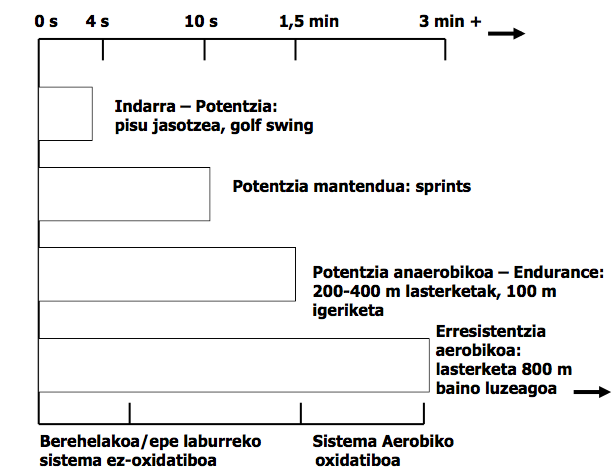 0 s 4 s 10 s 1,5 min 3 min +
Indarra – Potentzia:
pisu jasotzea, golf swing
Potentzia mantendua: sprints
Potentzia anaerobikoa – Endurance:
200-400 m lasterketak, 100 m
igeriketa
Erresistentzia
aerobikoa:
lasterketa 800 m
baino luzeagoa
Berehelakoa/epe laburreko
sistema ez-oxidatiboa
Sistema Aerobiko
oxidatiboa